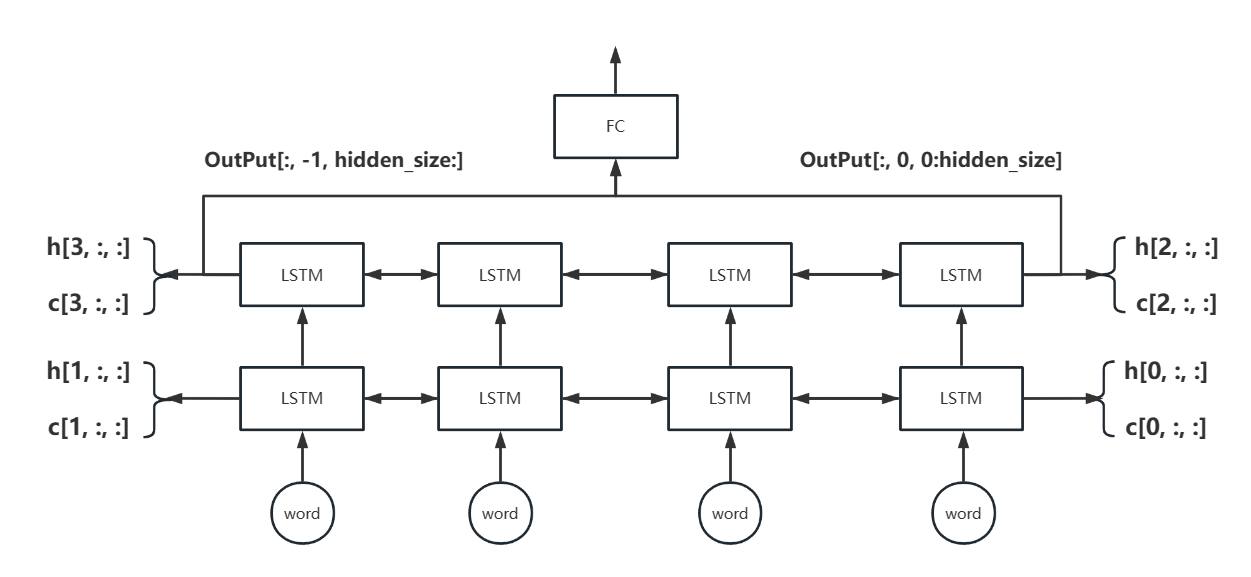 FC
OutPut[:, -1, hidden_size:]
OutPut[:, 0, 0:hidden_size]
h[3, :, :]
c[3, :, :]
LSTM
LSTM
LSTM
LSTM
h[2, :, :]
c[2, :, :]
h[1, :, :]
c[1, :, :]
LSTM
LSTM
LSTM
LSTM
h[0, :, :]
c[0, :, :]
word
word
word
word